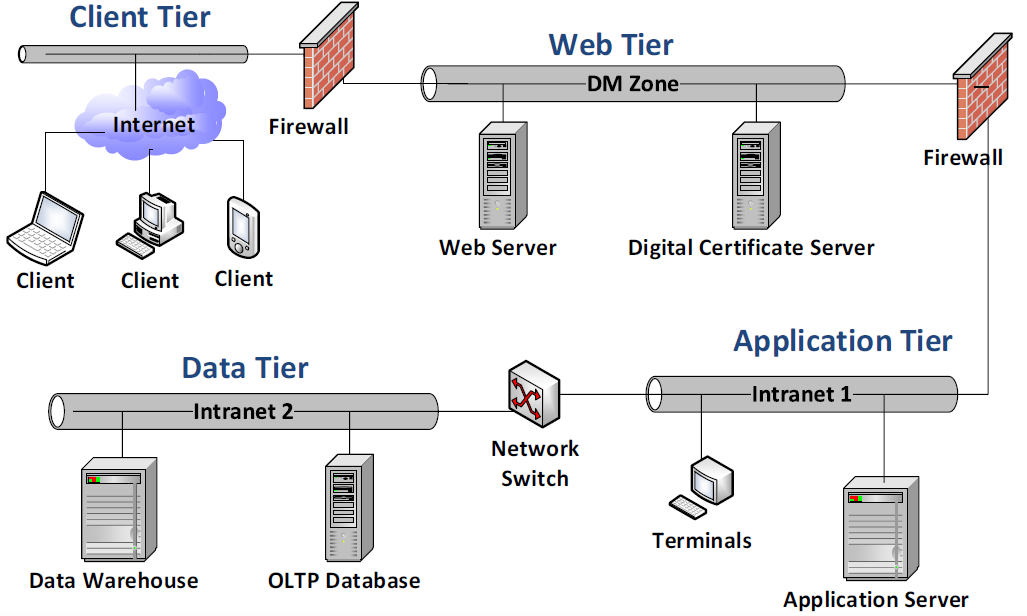 Client Tier
Web Tier
DM Zone
Internet
Firewall
Firewall
Web Server
Digital Certificate Server
Client
Client
Client
Application Tier
Data Tier
Intranet 1
Intranet 2
Network
Switch
Terminals
Data Warehouse
OLTP Database
Application Server